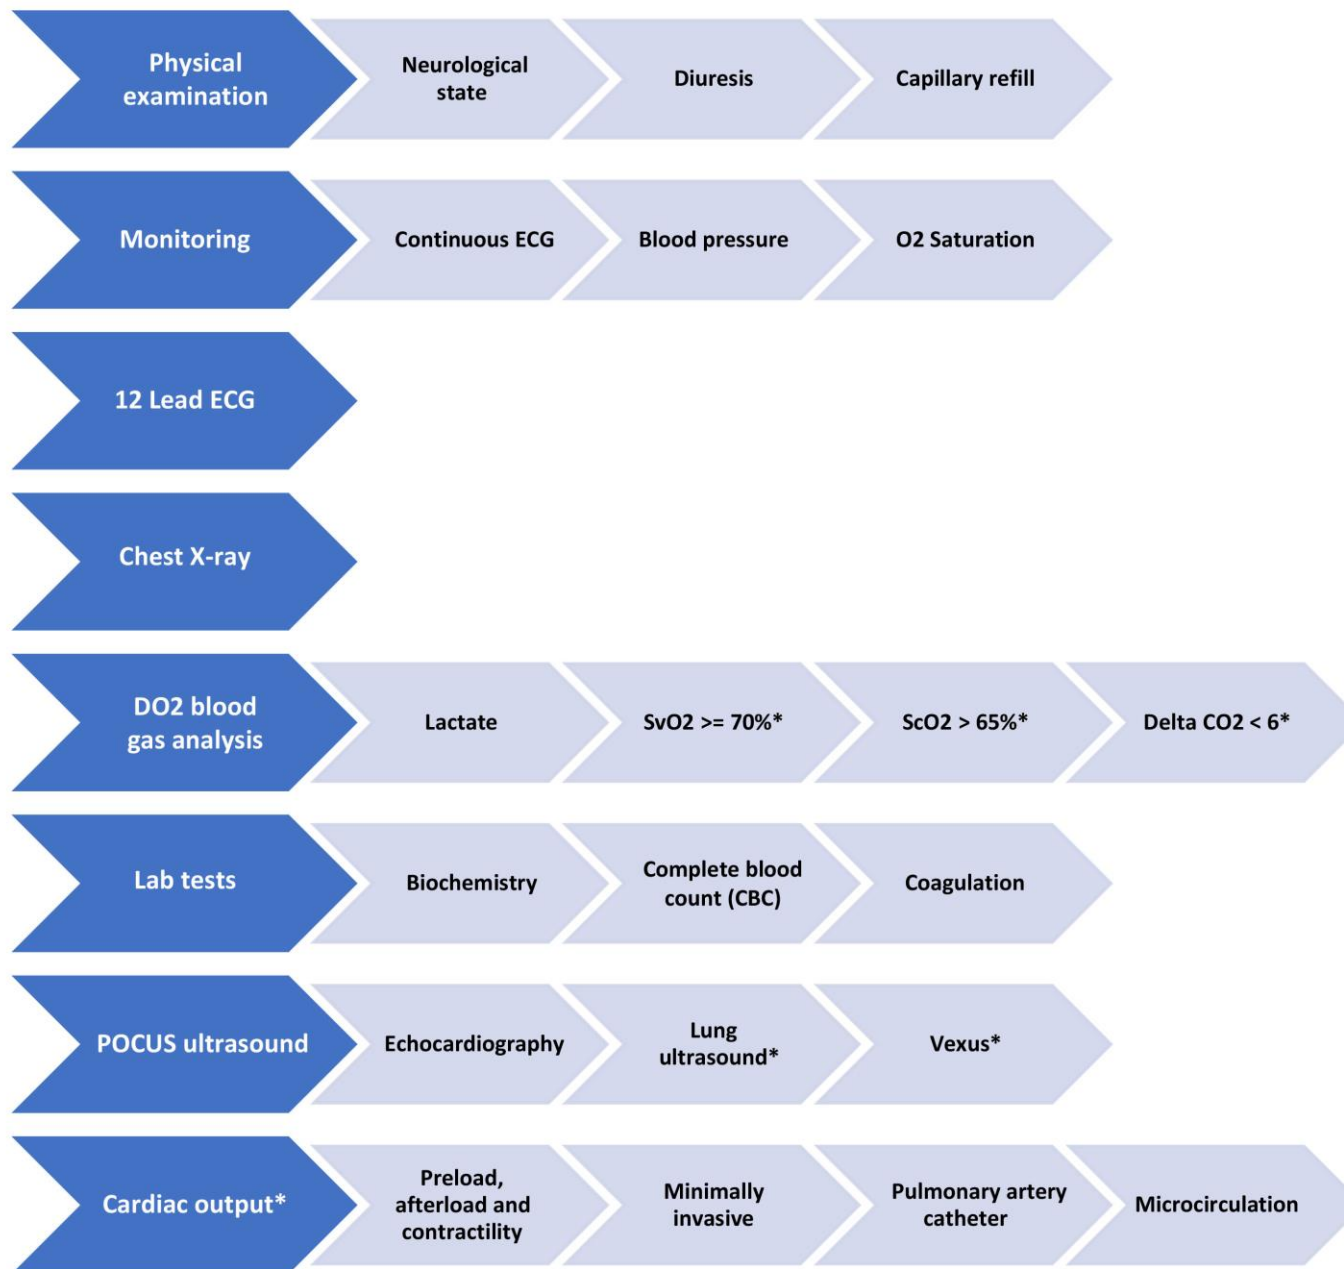 Physical
examination
Neurological
state
Diuresis
Capillary refill
Monitoring
Continuous ECG
Blood pressure
O2 Saturation
12 Lead ECG
Chest X-ray
DO2 blood
gas analysis
Lactate
SvO2 >= 70%*
ScO2 > 65%*
Delta CO2 < 6*
Lab tests
Biochemistry
Complete blood
count (CBC)
Coagulation
POCUS ultrasound
Echocardiography
Lung
ultrasound*
Vexus*
Cardiac output*
Preload,
afterload and
contractility
Minimally
invasive
Pulmonary artery
catheter
Microcirculation